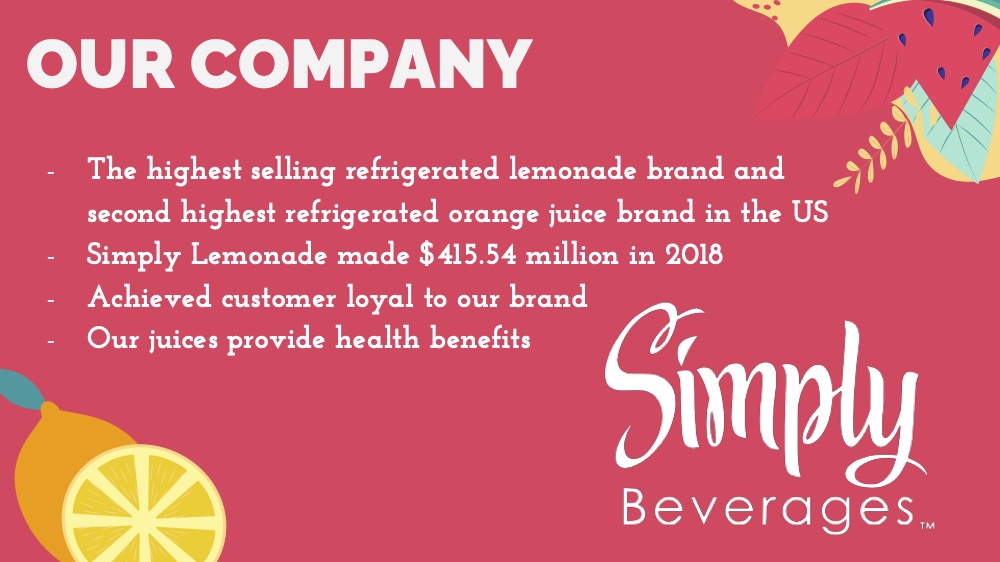 OUR COMPANY
- The highest selling refrigerated lemonade brand and
second highest refrigerated orange juice brand in the US
- Simply Lemonade made $415.54 million in 2018
- Achieved customer loyal to our brand
- Our juices provide health benefits
Simply
Beverages™